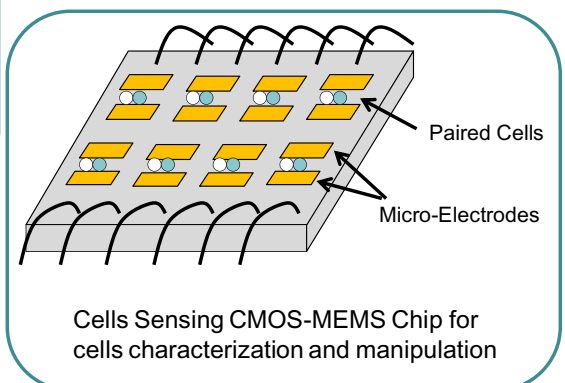 Paired Cells
Micro-Electrodes
Cells Sensing CMOS-MEMS Chip for
cells characterization and manipulation